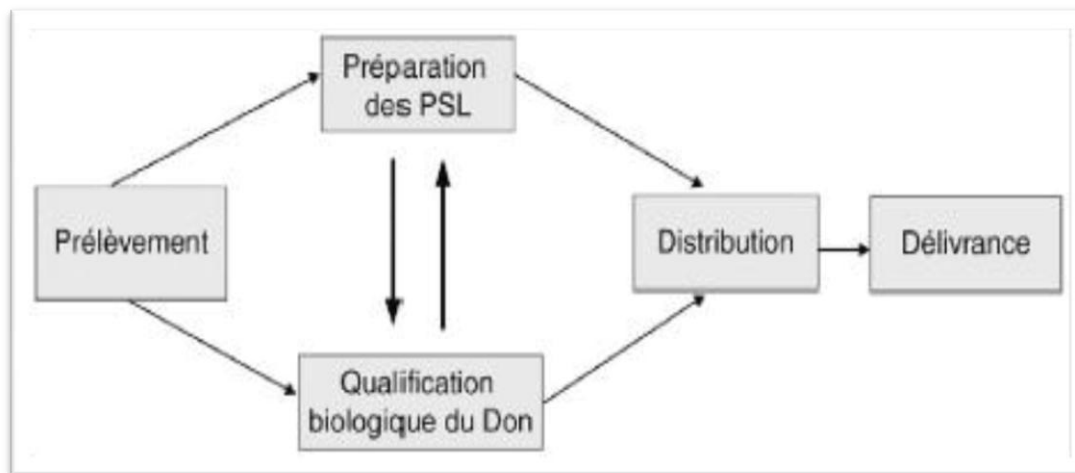 Préparation
des PSL
Prélèvement
Distribution
Délivrance
Qualification
biologique du Don